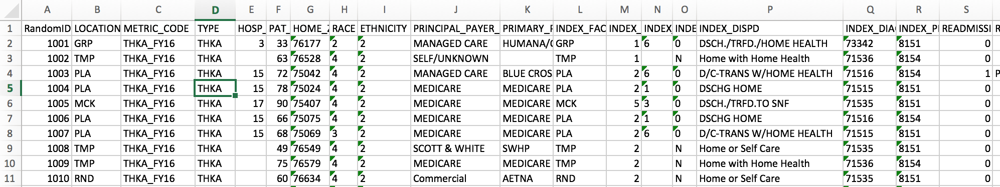 A B C D E F G H I J K L M N O P Q R S
1 RandomID LOCATION METRIC_CODE TYPE HOSP_ PAT_ HOME_Z RACE ETHNICITY PRINCIPAL_PAYER_ PRIMARY_P INDEX_FAC INDEX_ INDEX INDE INDEX_DISPD INDEX_DIA INDEX_PI READMISSI R
2 1001 GRP THKA_FY16 THKA 3 33 76177 2 2 MANAGED CARE HUMANA/C GRP 1 6 0 DSCH./TRFD./HOME HEALTH 73342 8151 0
3 1002 TMP THKA_FY16 THKA 63 76528 4 2 SELF/UNKNOWN TMP 1 N Home with Home Health 71536 8154 0
4 1003 PLA THKA_FY16 THKA 15 72 75042 4 2 MANAGED CARE BLUE CROS PLA 2 6 0 D/C-TRANS W/HOME HEALTH 71516 8154 1 P
5 1004 PLA THKA_FY16 THKA 15 78 75024 4 2 MEDICARE MEDICARE PLA 2 1 0 DSCHG HOME 71515 8151 0
6 1005 MCK THKA_FY16 THKA 17 90 75407 4 2 MEDICARE MEDICARE MCK 5 3 0 DSCH./TRFD.TO SNF 71535 8151 0
7 1006 PLA THKA_FY16 THKA 15 66 75075 4 2 MEDICARE MEDICARE PLA 2 1 0 DSCHG HOME 71516 8154 0
8 1007 PLA THKA_FY16 THKA 15 68 75069 3 2 MEDICARE MEDICARE PLA 2 6 0 D/C-TRANS W/HOME HEALTH 71515 8151 0
9 1008 TMP THKA_FY16 THKA 49 76549 4 2 SCOTT & WHITE SWHP TMP 2 N Home or Self Care 71535 8151 0
10 1009 TMP THKA_FY16 THKA 75 76579 4 2 MEDICARE MEDICARE TMP 2 N Home with Home Health 71536 8154 0
11 1010 RND THKA_FY16 THKA 60 76634 4 2 Commercial AETNA RND 2 N Home or Self Care 71535 8151 0